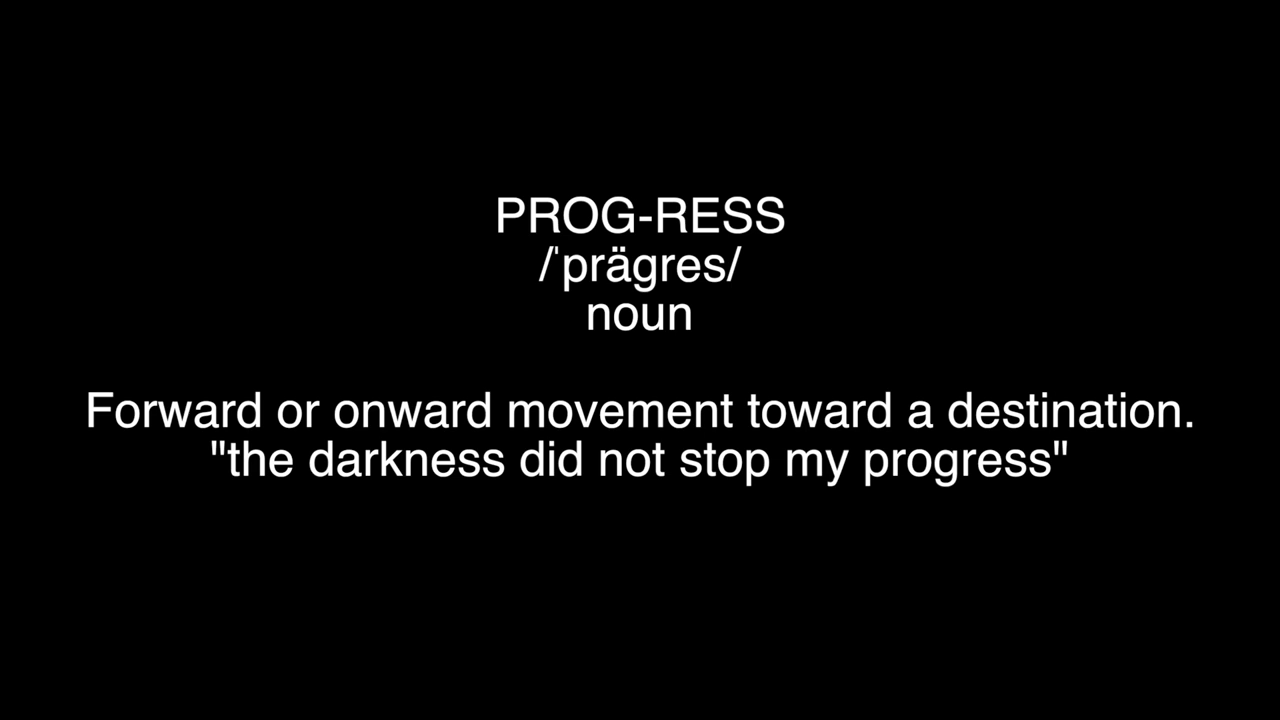 PROG-RESS
/ˈprägres/
noun
Forward or onward movement toward a destination.
"the darkness did not stop my progress"